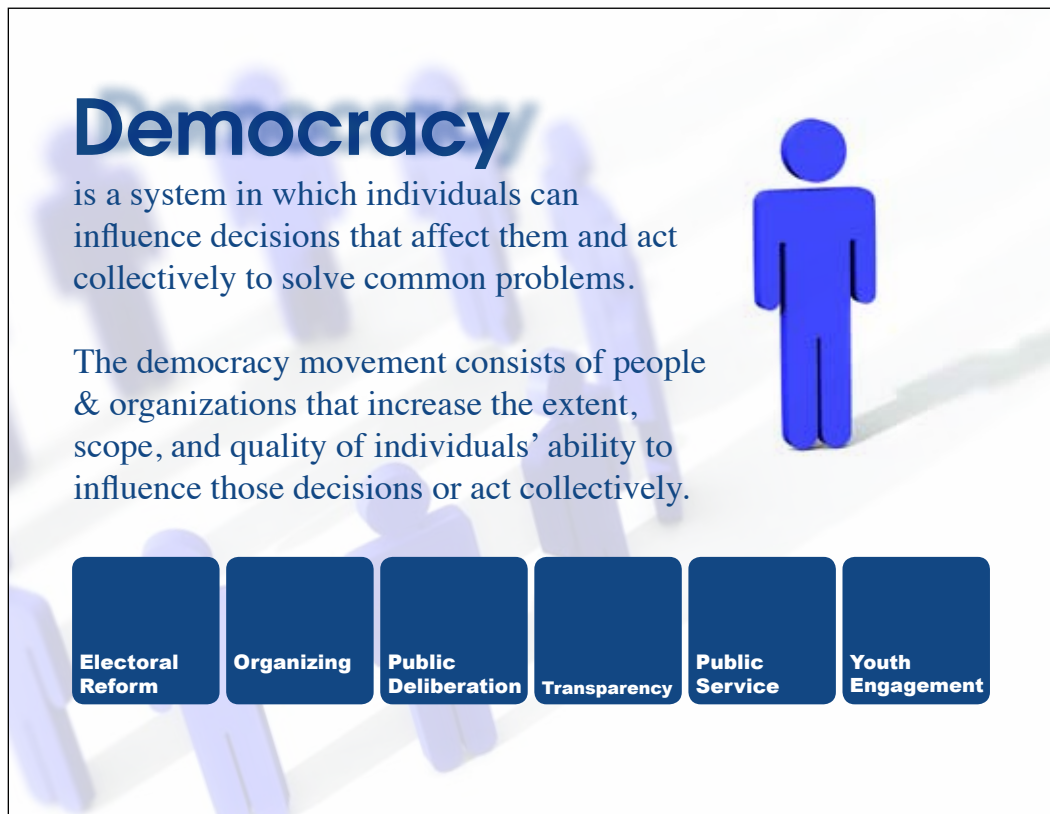 Democracy
is a system in which individuals can
influence decisions that affect them and act
collectively to solve common problems.
The democracy movement consists of people
& organizations that increase the extent,
scope, and quality of individuals’ ability to
influence those decisions or act collectively.
Electoral
Reform
Organizing
Public
Deliberation
Transparency
Public
Service
Youth
Engagement